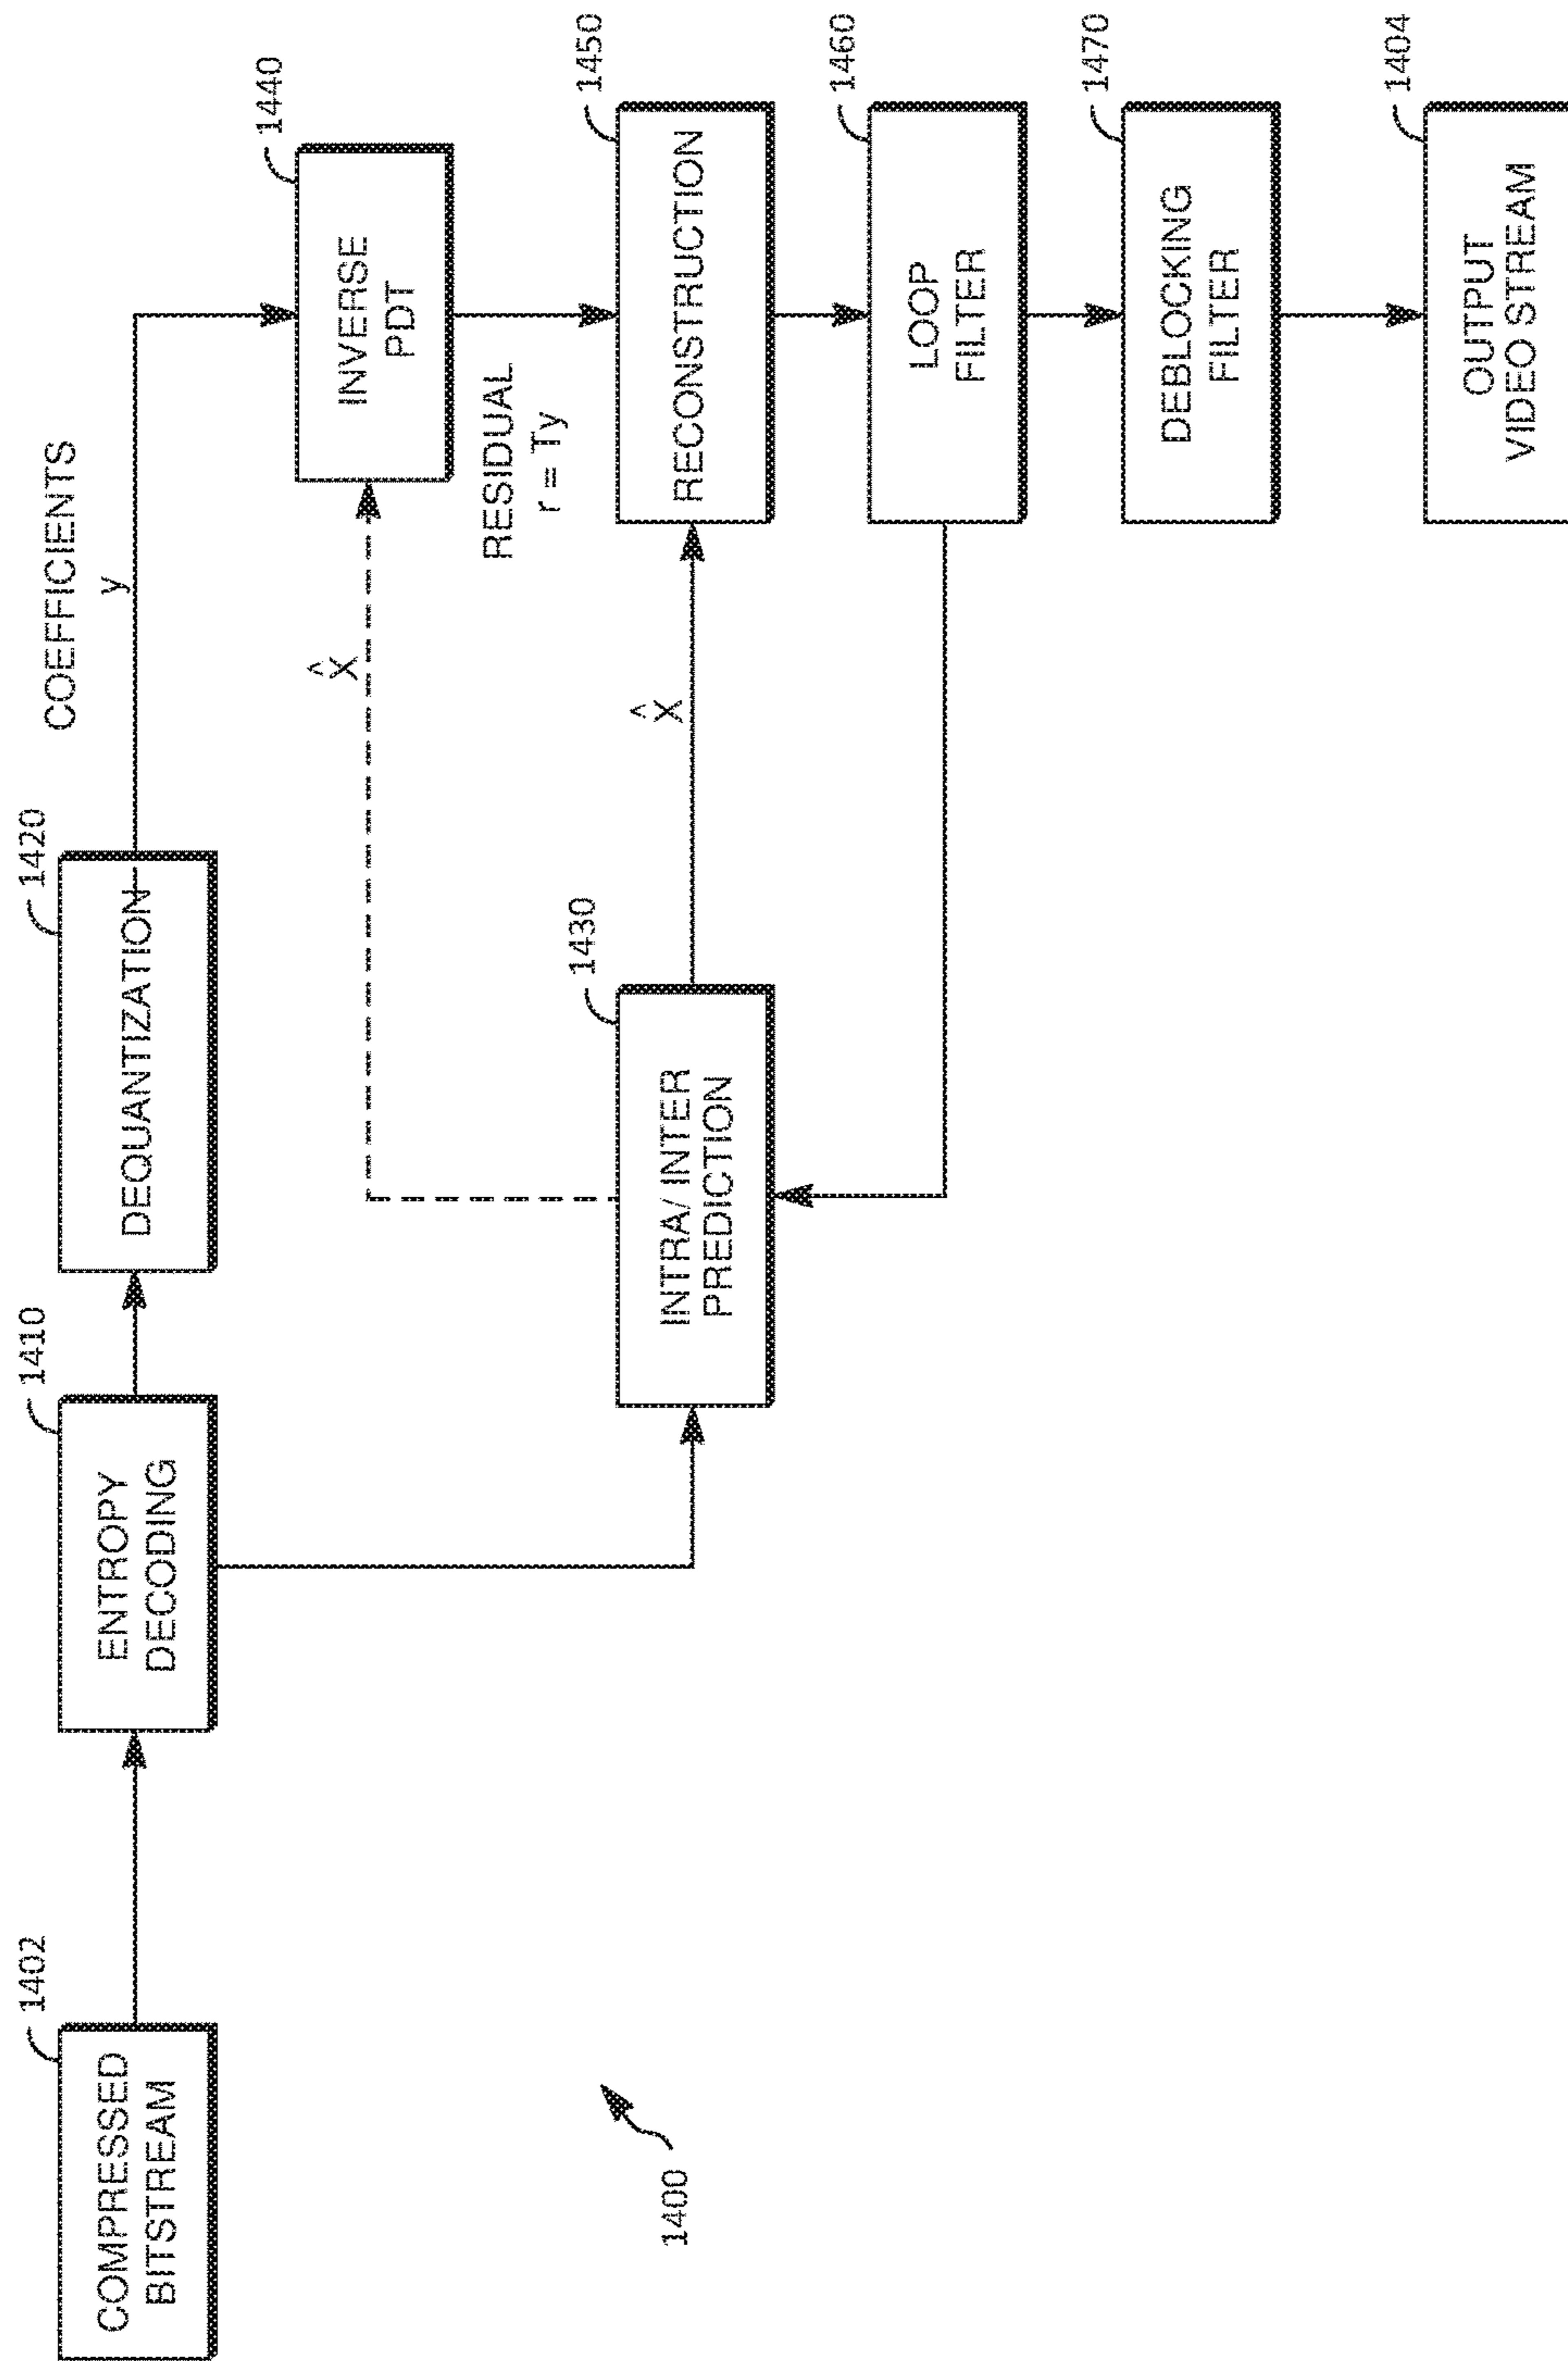 1402
COMPRESSED
BITSTREAM
1410
ENTROPY
DECODING
1420
DEQUANTIZATION
COEFFICIENTS
y
1440
INVERSE
PDT
X̂
RESIDUAL
r = Ty
1430
INTRA/ INTER
PREDICTION
X̂
1450
RECONSTRUCTION
1460
LOOP
FILTER
1470
DEBLOCKING
FILTER
1404
OUTPUT
VIDEO STREAM
1400